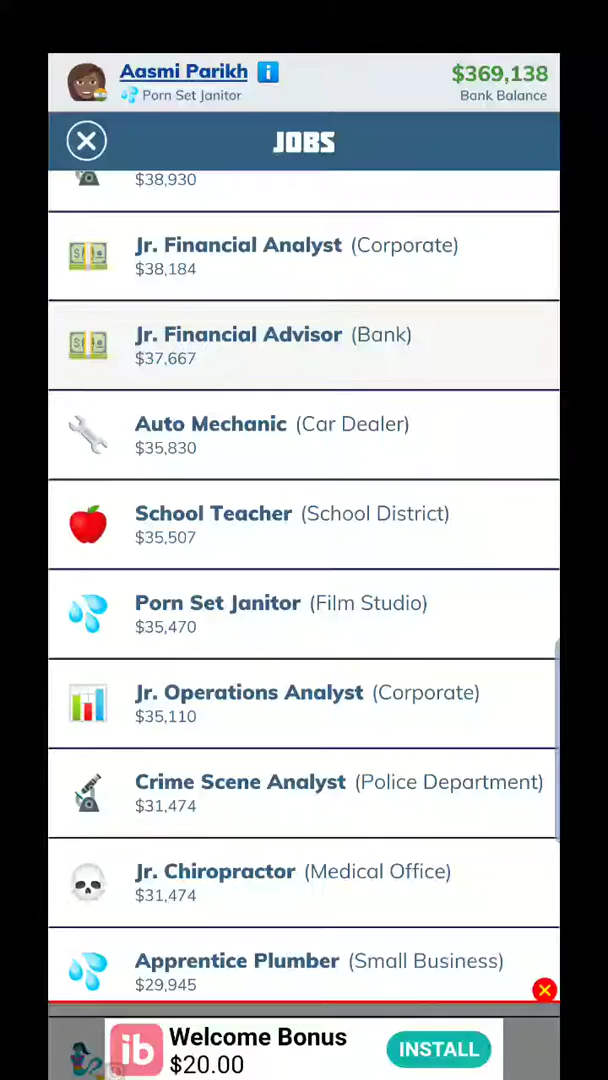 Aasmi Parikh
$369,138
Porn Set Janitor
Bank Balance
JOBS
$38,930
Jr. Financial Analyst (Corporate)
$38,184
Jr. Financial Advisor (Bank)
$37,667
Auto Mechanic (Car Dealer)
$35,830
School Teacher (School District)
$35,507
Porn Set Janitor (Film Studio)
$35,470
Jr. Operations Analyst (Corporate)
$35,110
Crime Scene Analyst (Police Department)
$31,474
Jr. Chiropractor (Medical Office)
$31,474
Apprentice Plumber (Small Business)
$29,945
ib
Welcome Bonus
$20.00
INSTALL